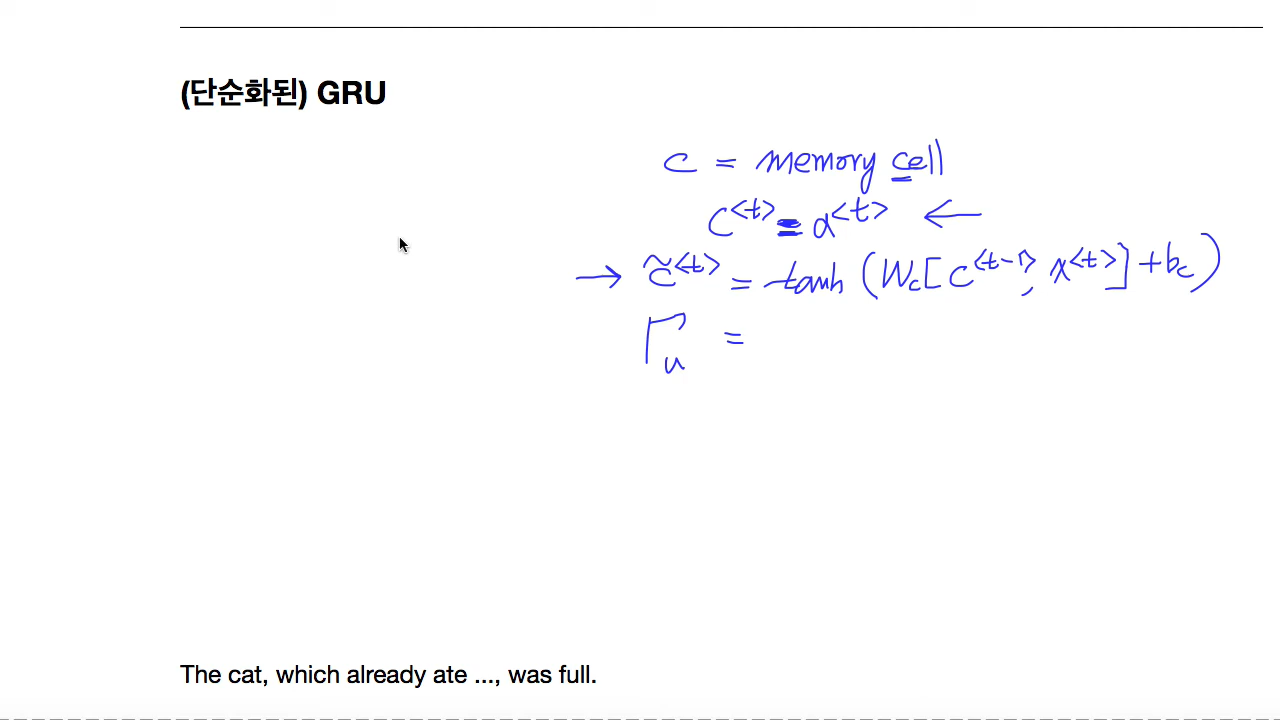 (단순화된) GRU
c = memory cell
c<t> = a<t> ←
→ c̃<t> = tanh (Wc[c<t-1>, x<t>] + bc)
Γu =
The cat, which already ate ..., was full.